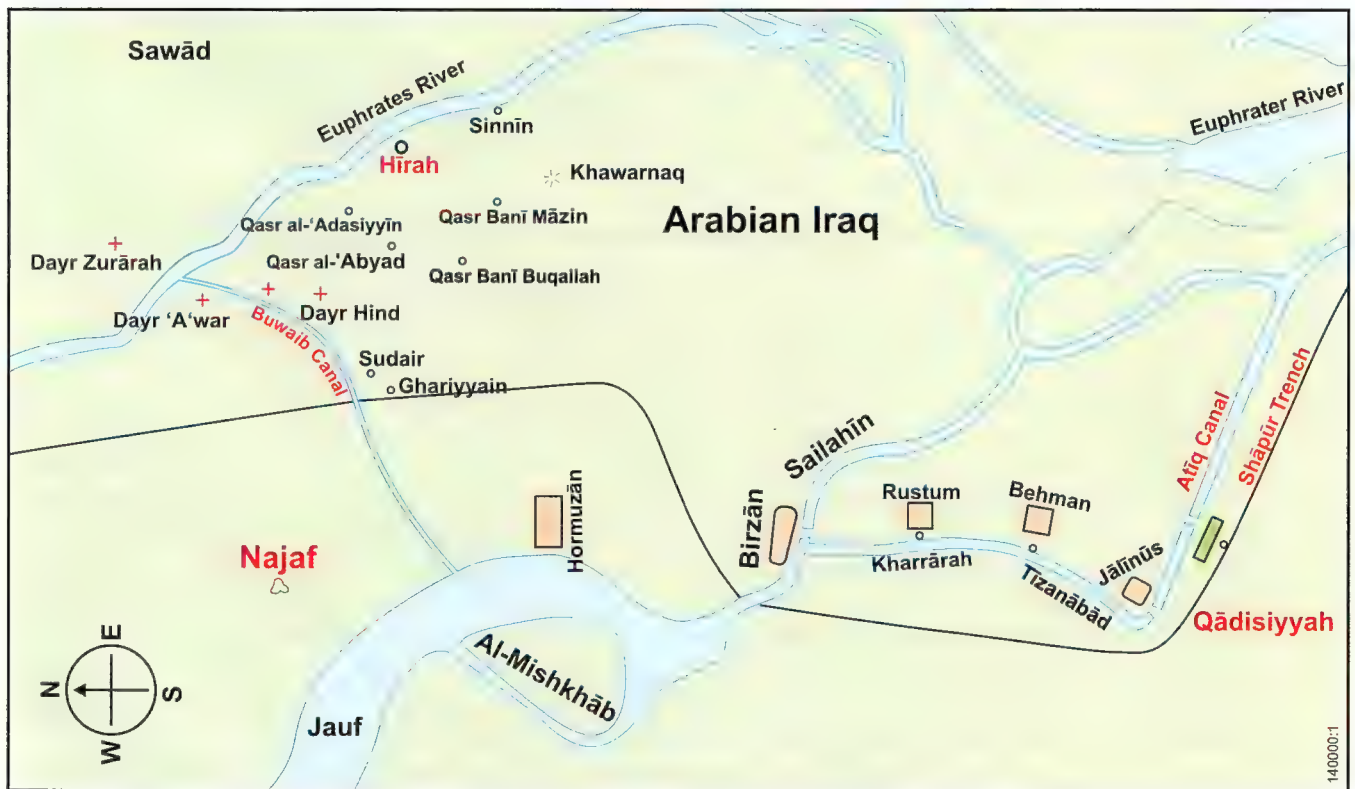 Sawād
Euphrates River
Euphrater River
Sinnīn
Hīrah
Khawarnaq
Qasr al-‘Adasiyyīn
Qasr Banī Māzin
Arabian Iraq
Dayr Zurārah
Qasr al-'Abyad
Qasr Banī Buqailah
Dayr ‘A‘war
Dayr Hind
Buwaib Canal
Sudair
Ghariyyain
Sailahīn
Atīq Canal
Shāpūr Trench
Hormuzān
Birzān
Rustum
Behman
Najaf
Kharrārah
Tīzanābād
Jālīnūs
Qādisiyyah
Al-Mishkhāb
Jauf
E
N
S
W
140000:1